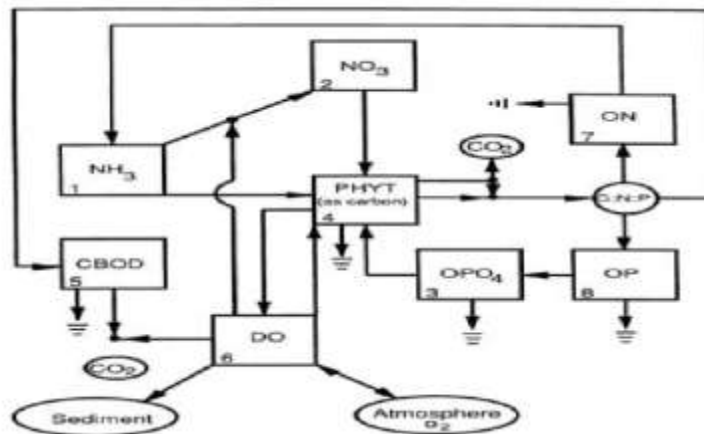 NO3
2
ON
7
NH3
1
CO2
PHYT
(as carbon)
4
C:N:P
CBOD
5
OPO4
3
OP
8
DO
6
CO2
Sediment
Atmosphere
O2